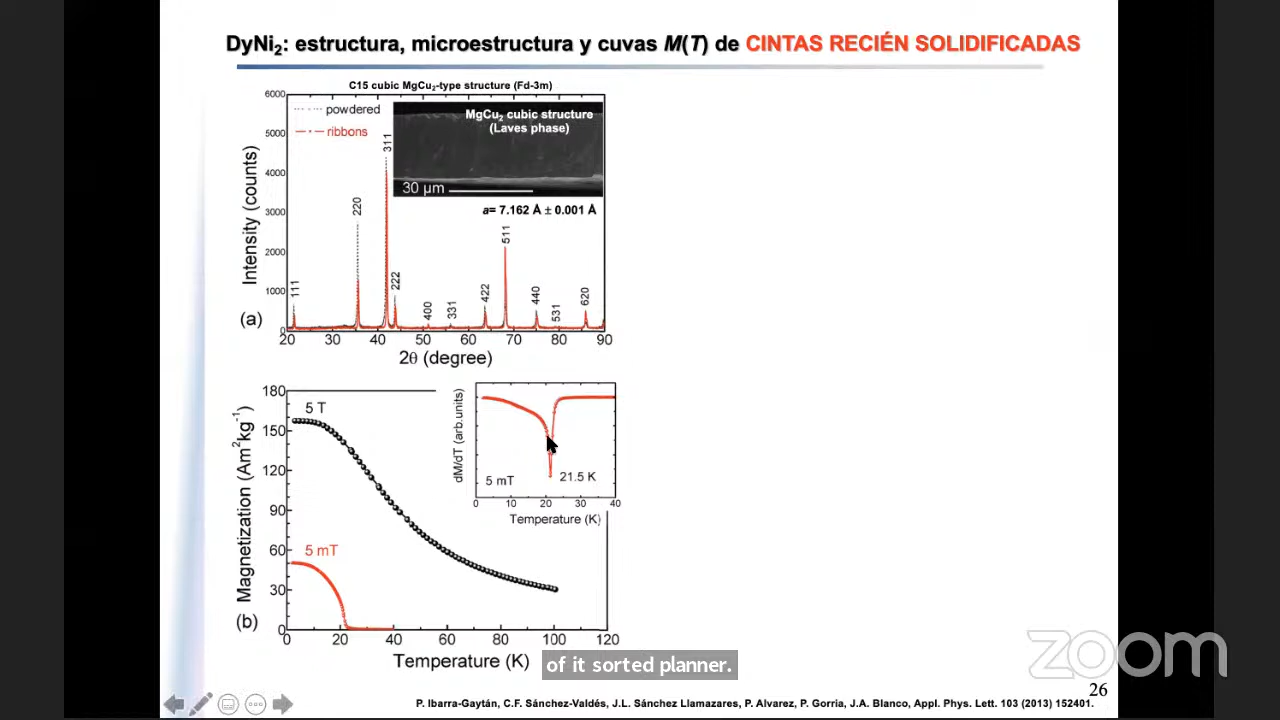 DyNi₂: estructura, microestructura y cuvas M(T) de CINTAS RECIÉN SOLIDIFICADAS
C15 cubic MgCu₂-type structure (Fd-3m)
6000
5000
4000
3000
2000
1000
0
Intensity (counts)
powdered
ribbons
MgCu₂ cubic structure
(Laves phase)
30 µm
a= 7.162 Å ± 0.001 Å
111
220
311
222
400
331
422
511
440
531
620
(a)
20 30 40 50 60 70 80 90
2θ (degree)
180
150
120
90
60
30
0
Magnetization (Am²kg⁻¹)
5 T
5 mT
(b)
0 20 40 60 80 100 120
Temperature (K)
dM/dT (arb.units)
5 mT
21.5 K
0 10 20 30 40
Temperature (K)
of it sorted planner.
zoom
26
P. Ibarra-Gaytán, C.F. Sánchez-Valdés, J.L. Sánchez Llamazares, P. Alvarez, P. Gorria, J.A. Blanco, Appl. Phys. Lett. 103 (2013) 152401.